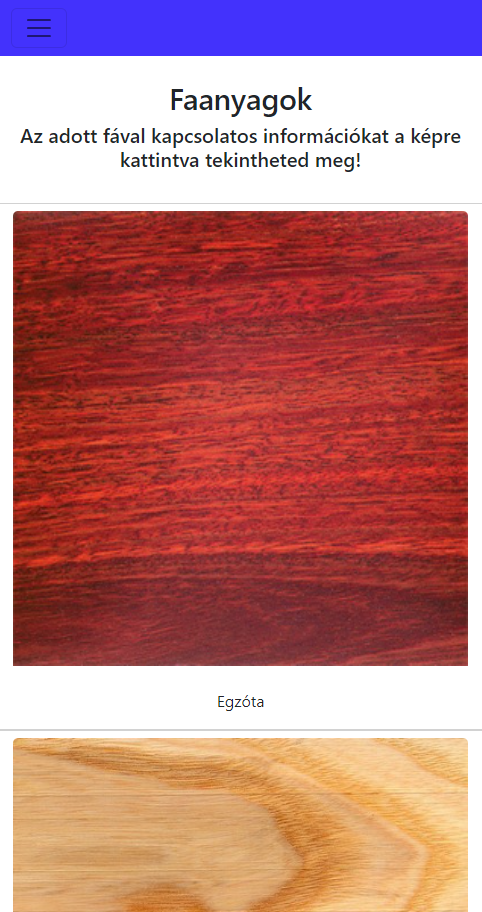 Faanyagok
Az adott fával kapcsolatos információkat a képre
kattintva tekintheted meg!
Egzóta